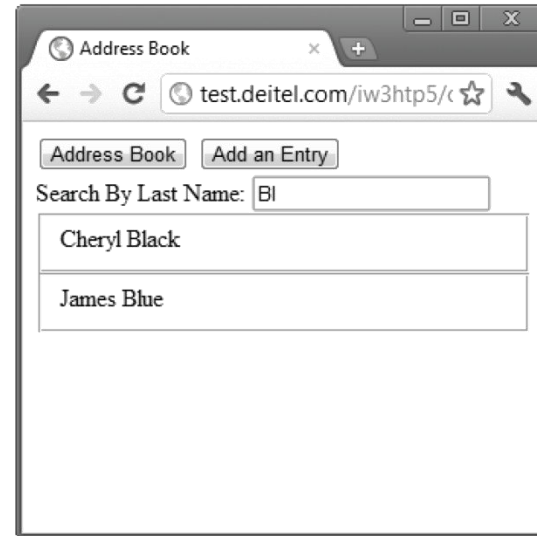 Address Book
test.deitel.com/iw3htp5/
Address Book Add an Entry
Search By Last Name: Bl
Cheryl Black
James Blue